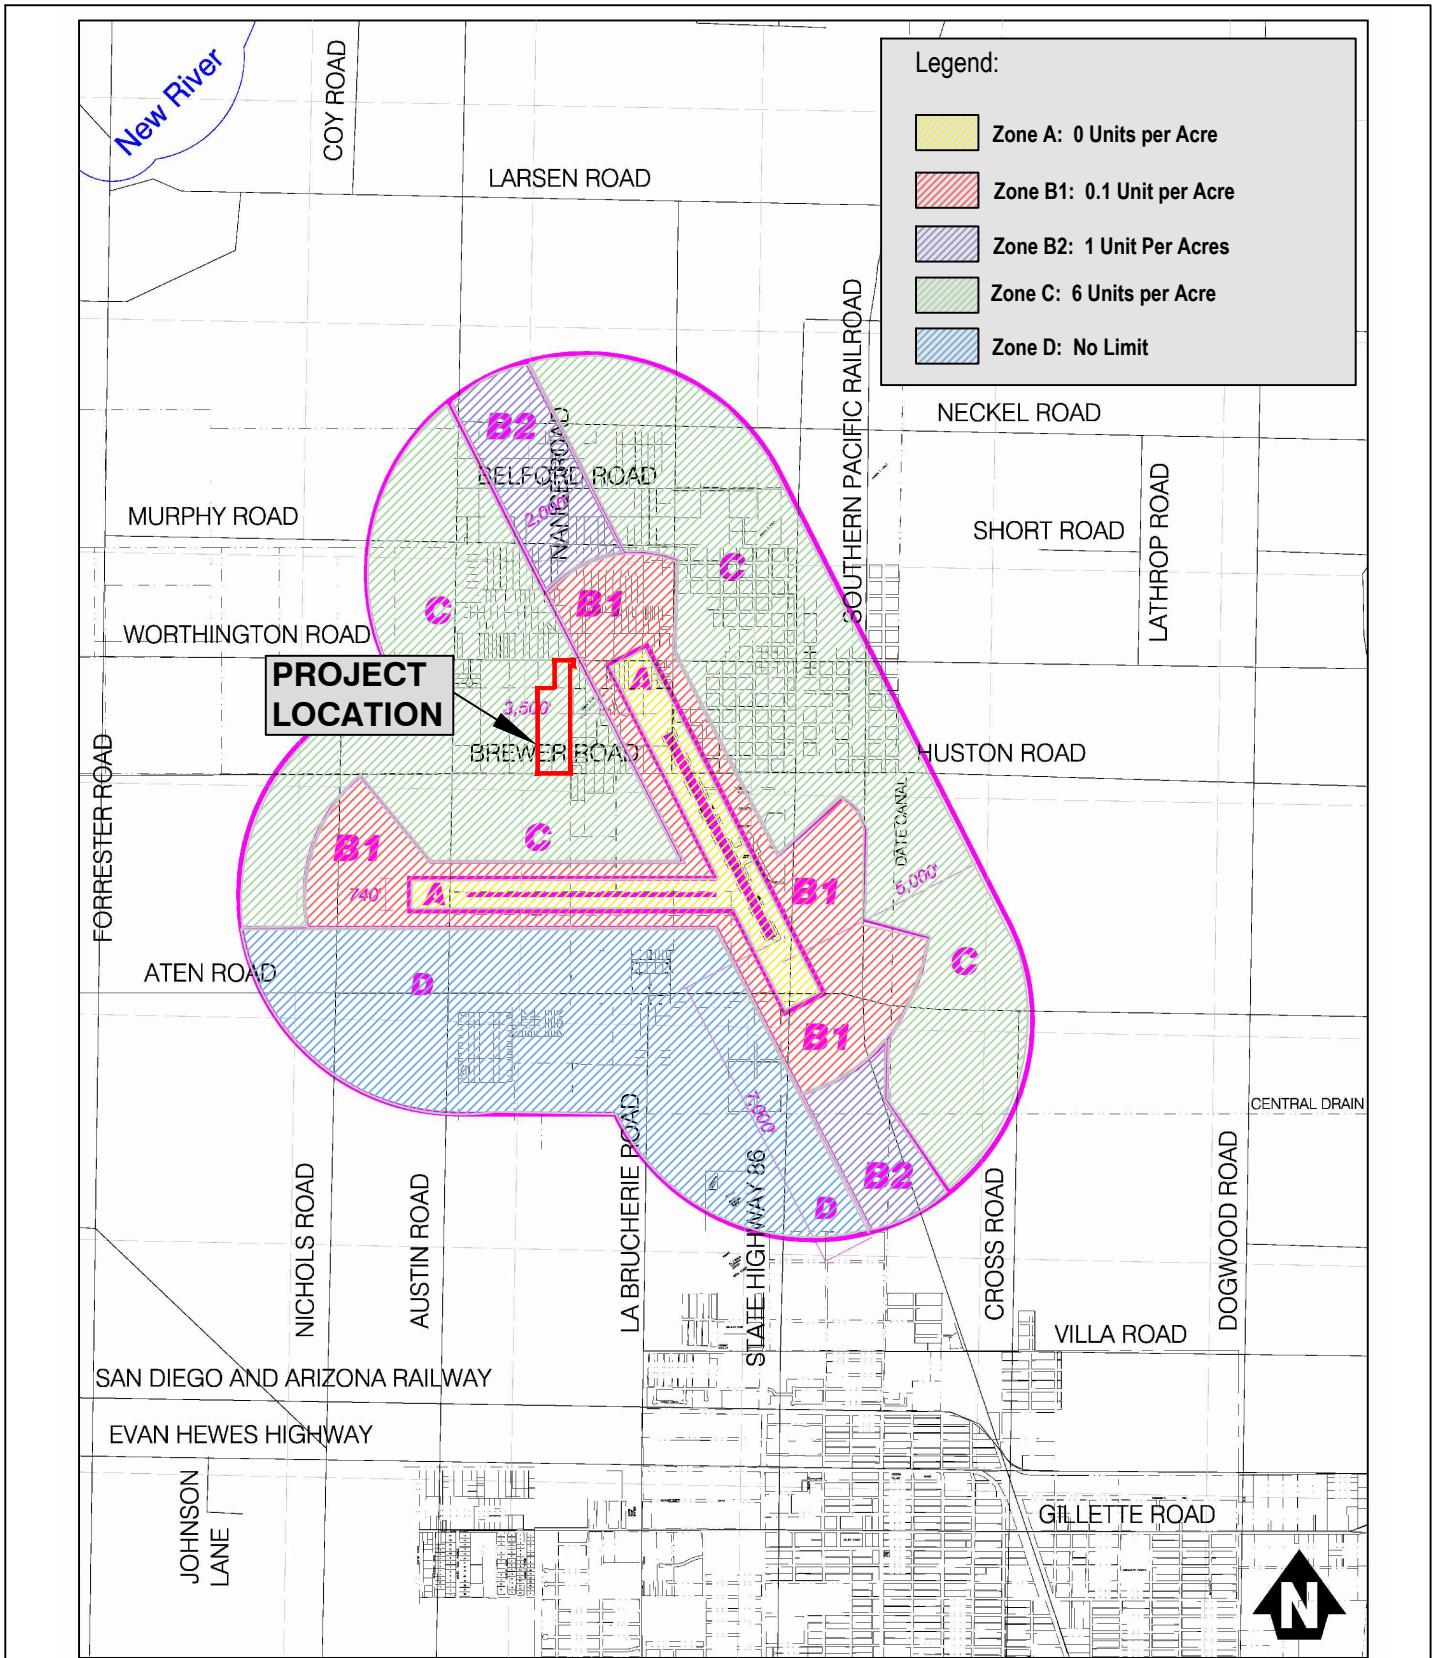 New River
COY ROAD
LARSEN ROAD
Legend:
Zone A: 0 Units per Acre
Zone B1: 0.1 Unit per Acre
Zone B2: 1 Unit Per Acres
Zone C: 6 Units per Acre
Zone D: No Limit
SOUTHERN PACIFIC RAILROAD
NECKEL ROAD
B2
NANCE ROAD
BELFORD ROAD
2,000'
MURPHY ROAD
SHORT ROAD
LATHROP ROAD
C
C
B1
WORTHINGTON ROAD
PROJECT
LOCATION
A
3,500'
BREWER ROAD
HUSTON ROAD
FORRESTER ROAD
B1
C
DATE CANAL
740'
A
B1
5,000'
ATEN ROAD
D
C
B1
7,000'
CENTRAL DRAIN
B2
D
NICHOLS ROAD
AUSTIN ROAD
LA BRUCHERIE ROAD
STATE HIGHWAY 86
CROSS ROAD
DOGWOOD ROAD
VILLA ROAD
SAN DIEGO AND ARIZONA RAILWAY
EVAN HEWES HIGHWAY
JOHNSON
LANE
GILLETTE ROAD
N